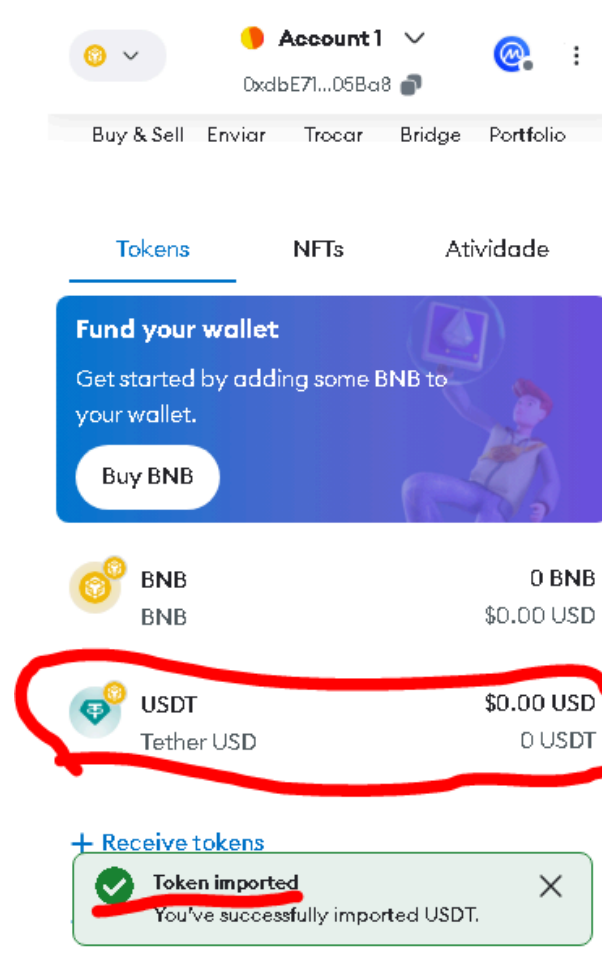 Account 1
0xdbE71...05Ba8
Buy & Sell Enviar Trocar Bridge Portfolio
Tokens NFTs Atividade
Fund your wallet
Get started by adding some BNB to
your wallet.
Buy BNB
BNB 0 BNB
BNB $0.00 USD
USDT $0.00 USD
Tether USD 0 USDT
+ Receive tokens
Token imported
You've successfully imported USDT.